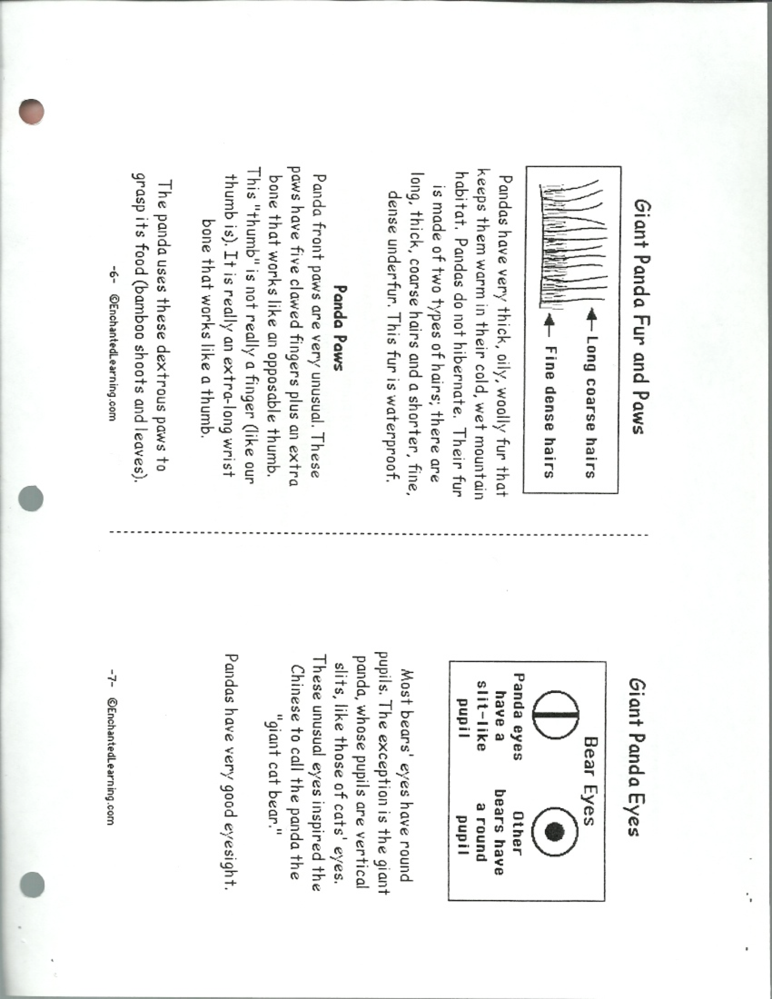 Giant Panda Fur and Paws
Long coarse hairs
Fine dense hairs
Pandas have very thick, oily, woolly fur that
keeps them warm in their cold, wet mountain
habitat. Pandas do not hibernate. Their fur
is made of two types of hairs; there are
long, thick, coarse hairs and a shorter, fine,
dense underfur. This fur is waterproof.
Panda Paws
Panda front paws are very unusual. These
paws have five clawed fingers plus an extra
bone that works like an opposable thumb.
This "thumb" is not really a finger (like our
thumb is). It is really an extra-long wrist
bone that works like a thumb.
The panda uses these dextrous paws to
grasp its food (bamboo shoots and leaves).
-6- ©EnchantedLearning.com
Giant Panda Eyes
Bear Eyes
Panda eyes
have a
slit-like
pupil
Other
bears have
a round
pupil
Most bears' eyes have round
pupils. The exception is the giant
panda, whose pupils are vertical
slits, like those of cats' eyes.
These unusual eyes inspired the
Chinese to call the panda the
"giant cat bear."
Pandas have very good eyesight.
-7- ©EnchantedLearning.com